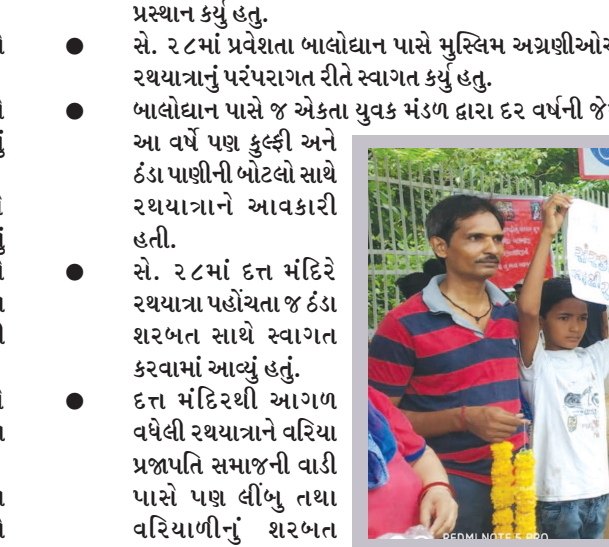 પ્રસ્થાન કર્યું હતુ.
● સે. ૨૮માં પ્રવેશતા બાલોદ્યાન પાસે મુસ્લિમ
રથયાત્રાનું પરંપરાગત રીતે સ્વાગત કર્યું હતુ.
● બાલોદ્યાન પાસે જ એકતા યુવક મંડળ દ્વારા દર વર્ષની
આ વર્ષે પણ કુલ્ફી અને
ઠંડા પાણીની બોટલો સાથે
રથયાત્રાને આવકારી
હતી.
● સે. ૨૮માં દત્ત મંદિરે
રથયાત્રા પહોંચતા જ ઠંડા
શરબત સાથે સ્વાગત
કરવામાં આવ્યું હતું.
● દત્ત મંદિરથી આગળ
વધેલી રથયાત્રાને વરિયા
પ્રજાપતિ સમાજની વાડી
પાસે પણ લીંબુ તથા
વરિયાળીનું શરબત
REDMI NOTE 5 PRO